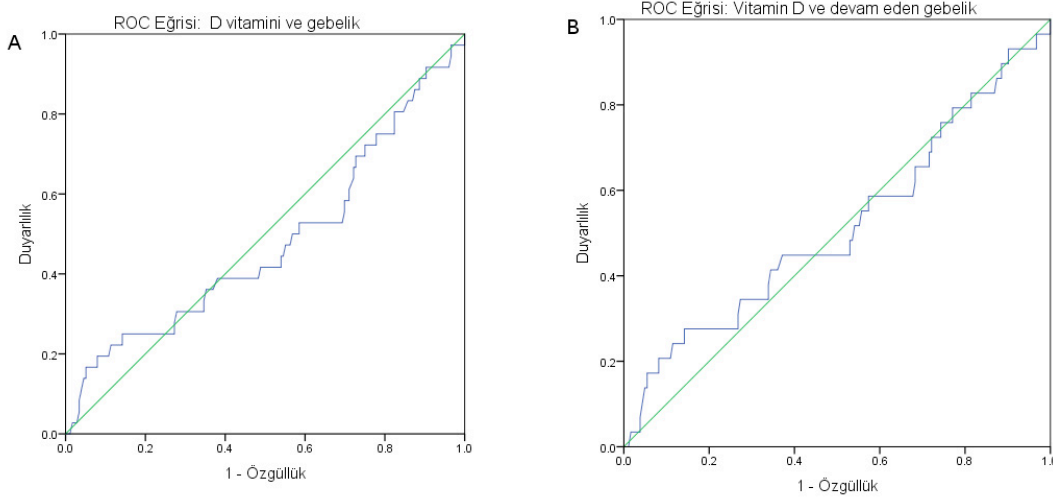 A
ROC Eğrisi: D vitamini ve gebelik
1.0
0.8
0.6
0.4
0.2
0.0
0.0 0.2 0.4 0.6 0.8 1.0
Duyarlılık
1 - Özgüllük
B
ROC Eğrisi: Vitamin D ve devam eden gebelik
1.0
0.8
0.6
0.4
0.2
0.0
0.0 0.2 0.4 0.6 0.8 1.0
Duyarlılık
1 - Özgüllük